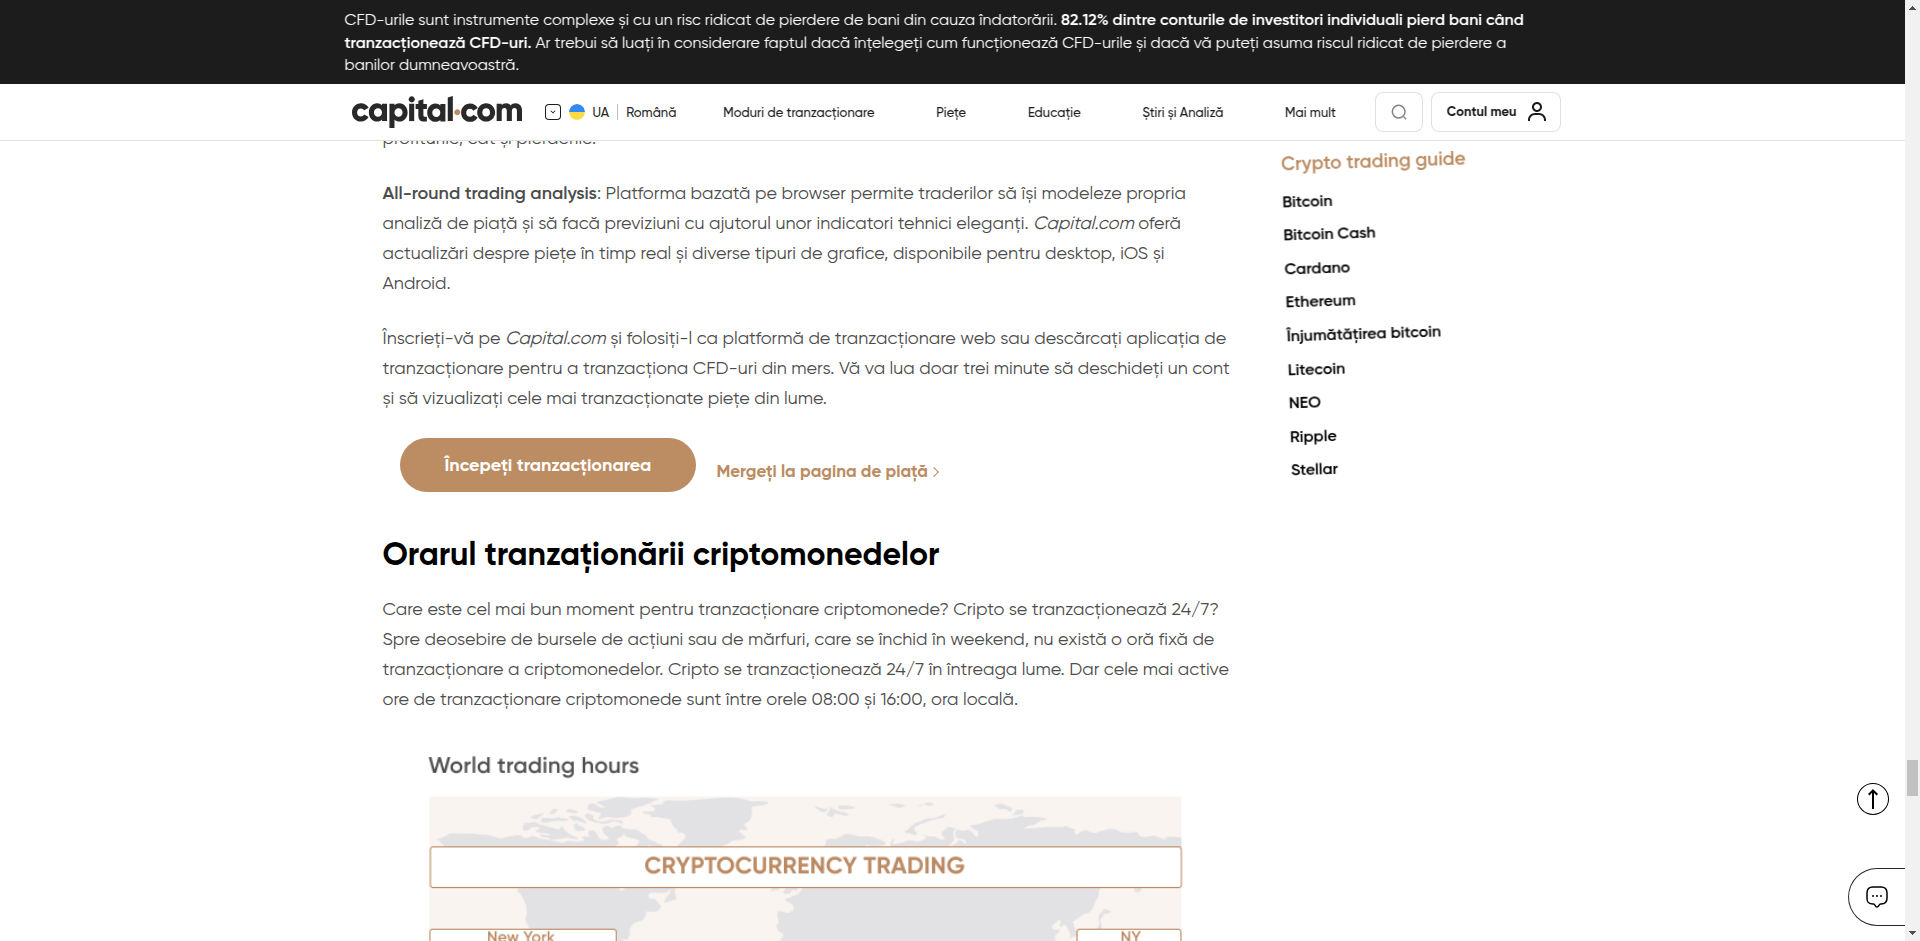 CFD-urile sunt instrumente complexe și cu un risc ridicat de pierdere de bani din cauza îndatorării. 82.12% dintre conturile de investitori individuali pierd bani când
tranzacționează CFD-uri. Ar trebui să luați în considerare faptul dacă înțelegeți cum funcționează CFD-urile și dacă vă puteți asuma riscul ridicat de pierdere a
banilor dumneavoastră.
capital.com UA Română Moduri de tranzacționare Piețe Educație Știri și Analiză Mai mult Contul meu
profiturile, cât și pierderile.
All-round trading analysis: Platforma bazată pe browser permite traderilor să își modeleze propria
analiză de piață și să facă previziuni cu ajutorul unor indicatori tehnici eleganți. Capital.com oferă
actualizări despre piețe în timp real și diverse tipuri de grafice, disponibile pentru desktop, iOS și
Android.
Înscrieți-vă pe Capital.com și folosiți-l ca platformă de tranzacționare web sau descărcați aplicația de
tranzacționare pentru a tranzacționa CFD-uri din mers. Vă va lua doar trei minute să deschideți un cont
și să vizualizați cele mai tranzacționate piețe din lume.
Începeți tranzacționarea
Mergeți la pagina de piață
Orarul tranzaționării criptomonedelor
Care este cel mai bun moment pentru tranzacționare criptomonede? Cripto se tranzacționează 24/7?
Spre deosebire de bursele de acțiuni sau de mărfuri, care se închid în weekend, nu există o oră fixă de
tranzacționare a criptomonedelor. Cripto se tranzacționează 24/7 în întreaga lume. Dar cele mai active
ore de tranzacționare criptomonede sunt între orele 08:00 și 16:00, ora locală.
World trading hours
CRYPTOCURRENCY TRADING
New York
NY
Crypto trading guide
Bitcoin
Bitcoin Cash
Cardano
Ethereum
Înjumătățirea bitcoin
Litecoin
NEO
Ripple
Stellar